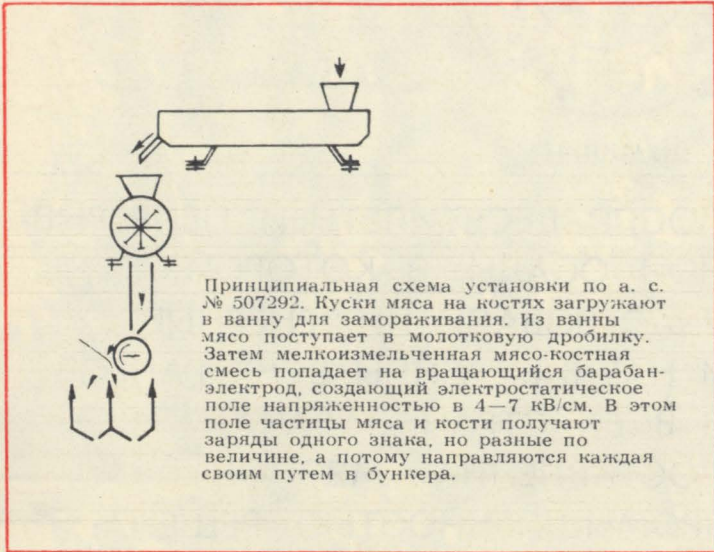 Принципиальная схема установки по а. с.
№ 507292. Куски мяса на костях загружают
в ванну для замораживания. Из ванны
мясо поступает в молотковую дробилку.
Затем мелкоизмельченная мясо-костная
смесь попадает на вращающийся барабан-
электрод, создающий электростатическое
поле напряженностью в 4—7 кВ/см. В этом
поле частицы мяса и кости получают
заряды одного знака, но разные по
величине, а потому направляются каждая
своим путем в бункера.